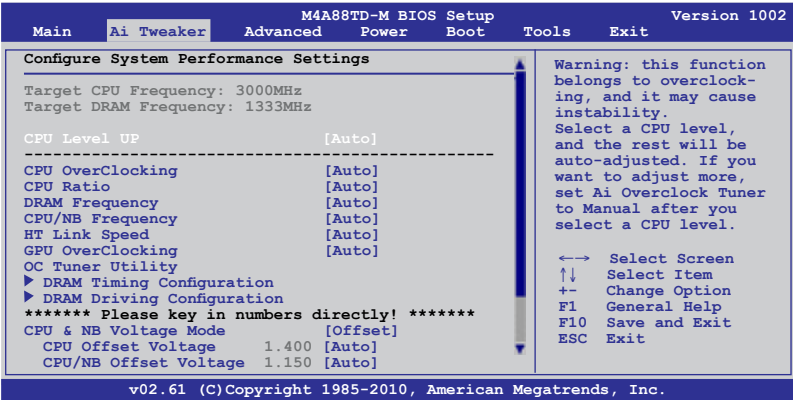 M4A88TD-M BIOS Setup Version 1002
Main Ai Tweaker Advanced Power Boot Tools Exit
Configure System Performance Settings
Target CPU Frequency: 3000MHz
Target DRAM Frequency: 1333MHz
CPU Level UP [Auto]
-------------------------------------------------
CPU OverClocking [Auto]
CPU Ratio [Auto]
DRAM Frequency [Auto]
CPU/NB Frequency [Auto]
HT Link Speed [Auto]
GPU OverClocking [Auto]
OC Tuner Utility
DRAM Timing Configuration
DRAM Driving Configuration
******* Please key in numbers directly! *******
CPU & NB Voltage Mode [Offset]
CPU Offset Voltage 1.400 [Auto]
CPU/NB Offset Voltage 1.150 [Auto]
Warning: this function
belongs to overclock-
ing, and it may cause
instability.
Select a CPU level,
and the rest will be
auto-adjusted. If you
want to adjust more,
set Ai Overclock Tuner
to Manual after you
select a CPU level.
←→ Select Screen
↑↓ Select Item
+- Change Option
F1 General Help
F10 Save and Exit
ESC Exit
v02.61 (C)Copyright 1985-2010, American Megatrends, Inc.